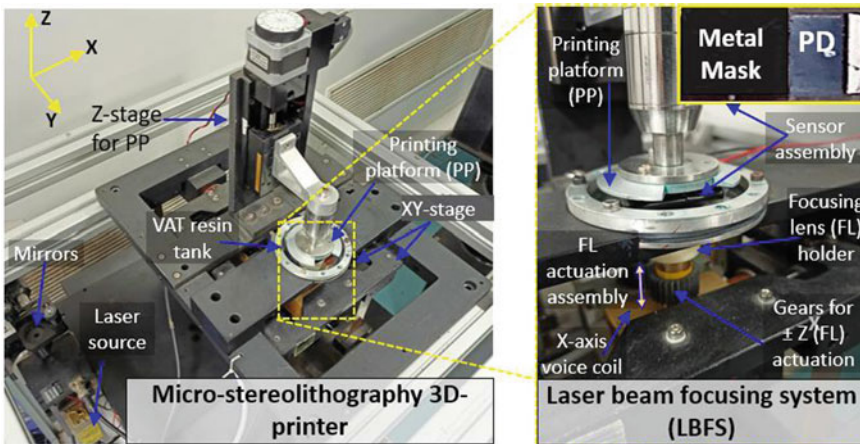 Z
X
Y
Z-stage
for PP
Printing
platform (PP)
VAT resin
tank
XY-stage
Mirrors
Laser
source
Micro-stereolithography 3D-
printer
Printing
platform
(PP)
Metal
Mask
PD
Sensor
assembly
Focusing
lens (FL)
holder
FL
actuation
assembly
X-axis
voice coil
Gears for
± Z (FL)
actuation
Laser beam focusing system
(LBFS)